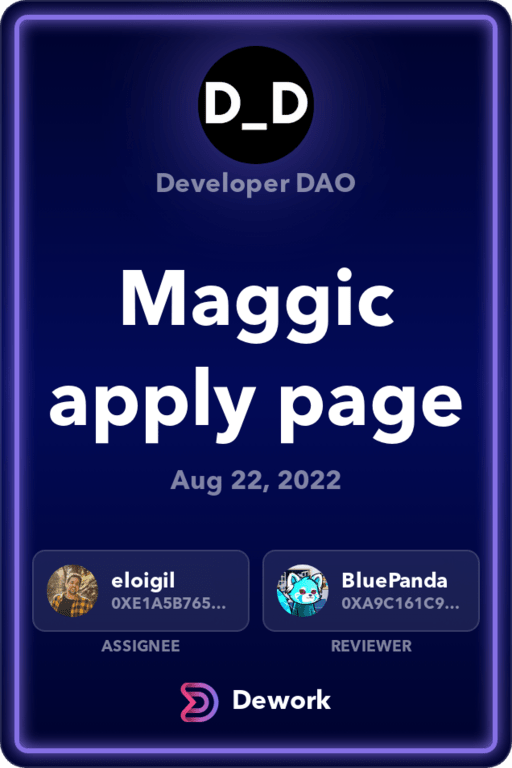 D_D
Developer DAO
Maggic
apply page
Aug 22, 2022
eloigil
0XE1A5B765...
BluePanda
0XA9C161C9...
ASSIGNEE
REVIEWER
Dework